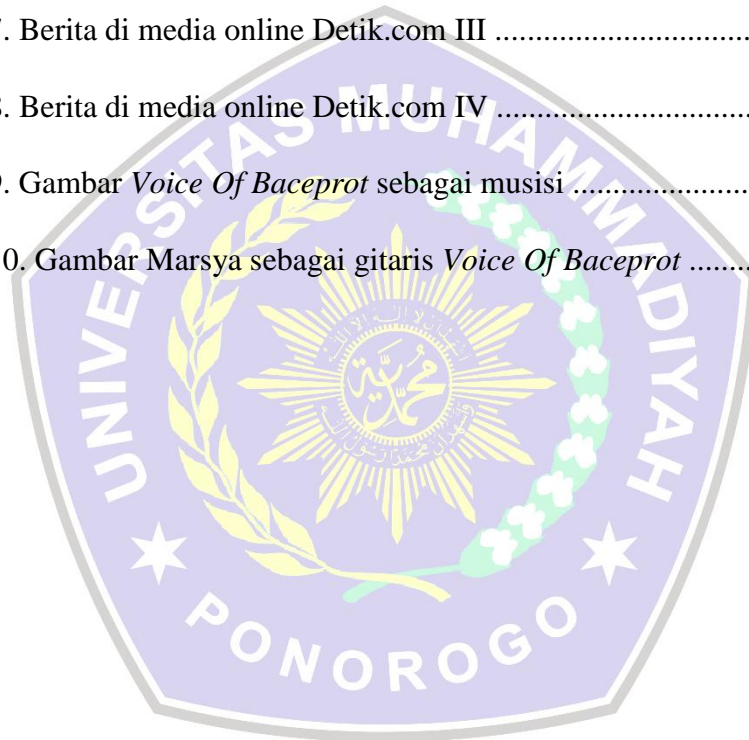 . Berita di media online Detik.com III ................................
. Berita di media online Detik.com IV ................................
. Gambar Voice Of Baceprot sebagai musisi ......................
0. Gambar Marsya sebagai gitaris Voice Of Baceprot ........
UNIVERSITAS MUHAMMADIYAH
PONOROGO